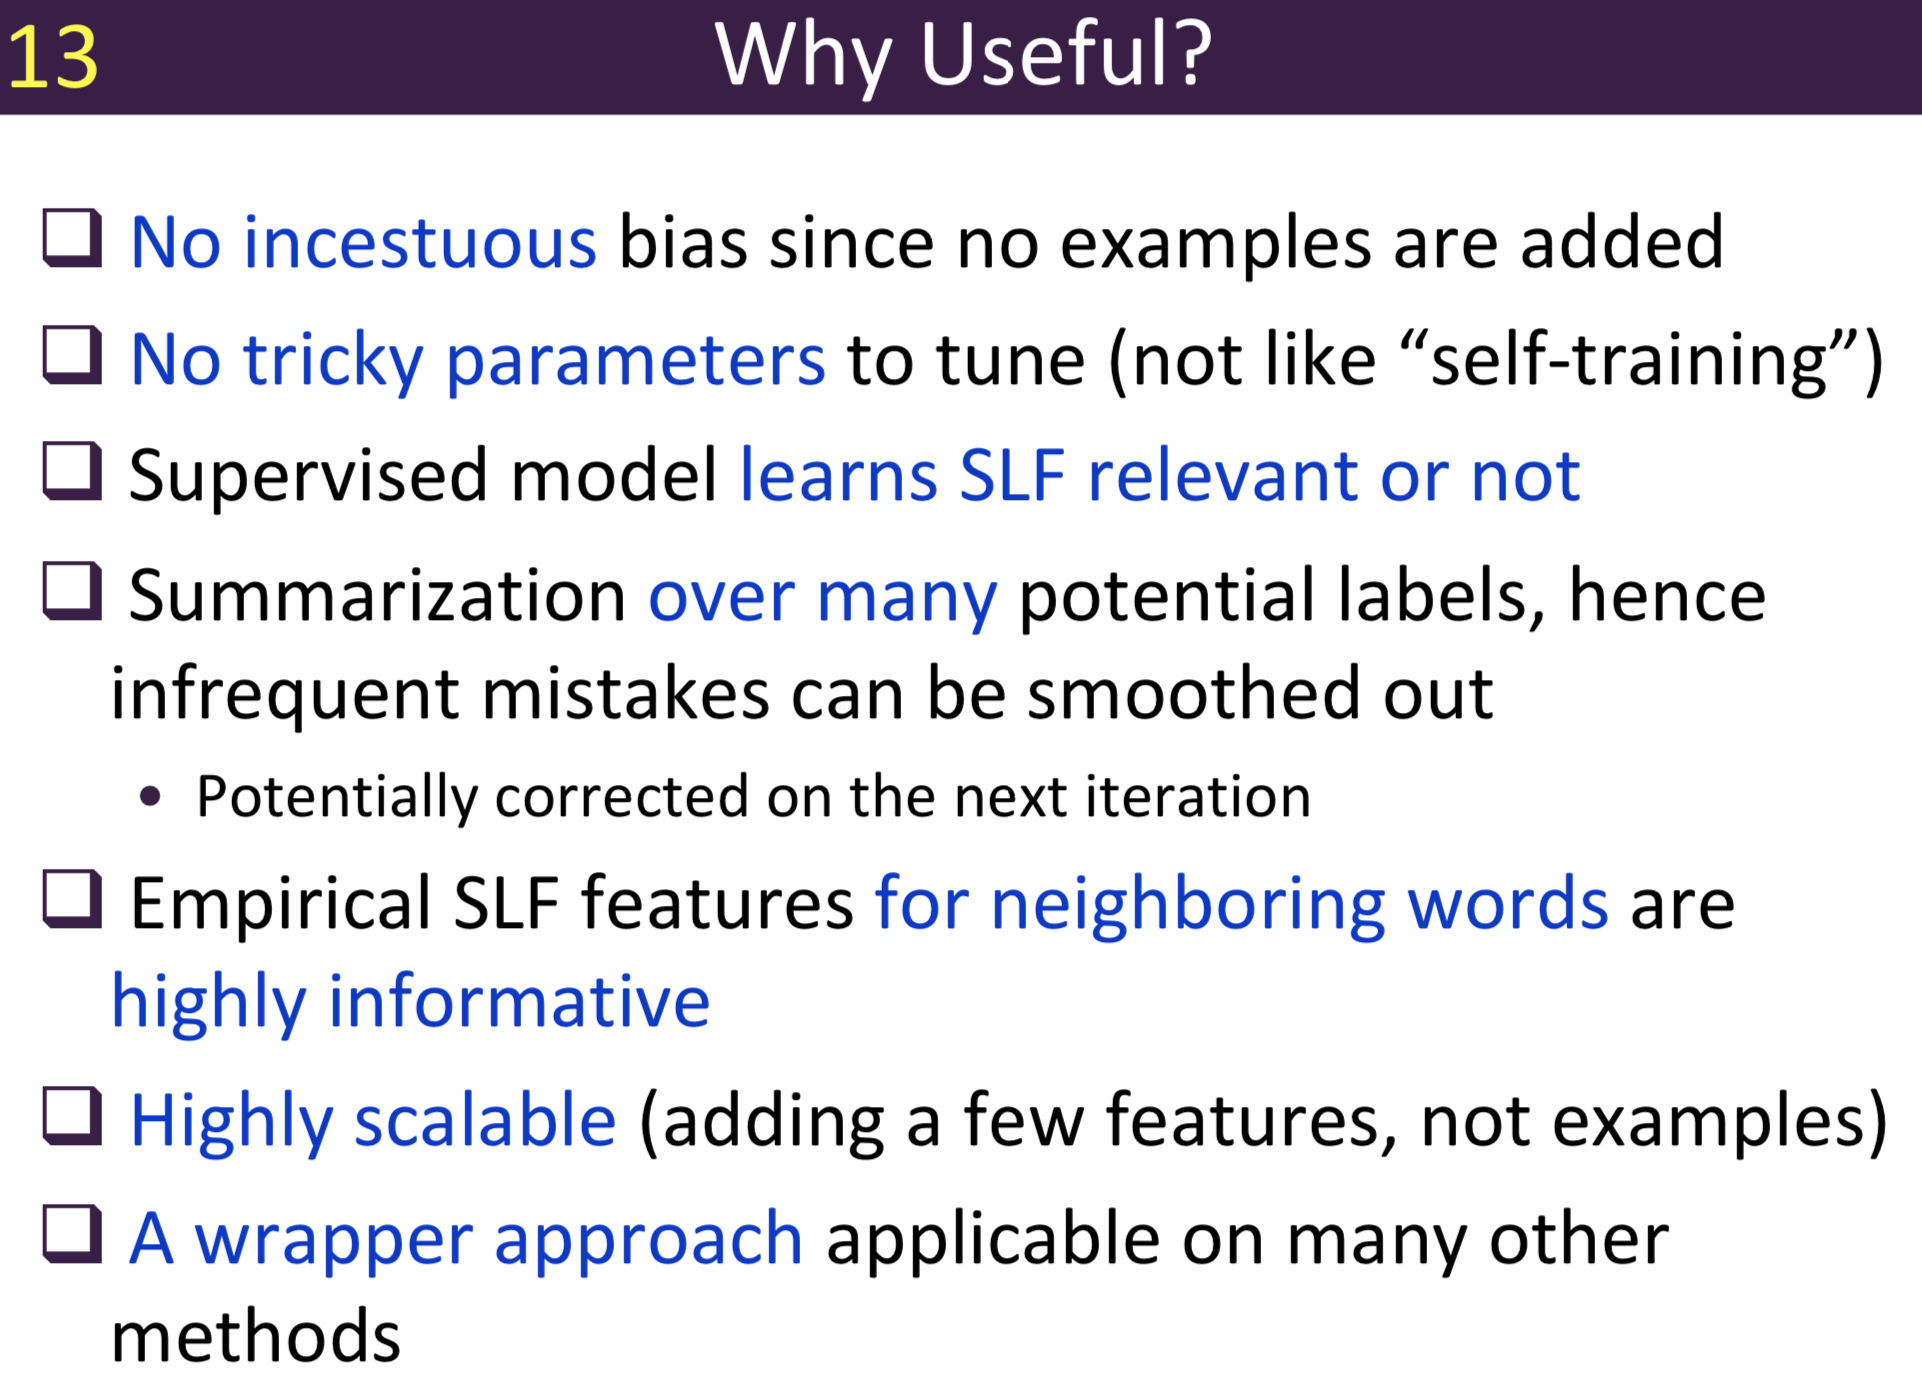 13
Why Useful?
No incestuous bias since no examples are added
No tricky parameters to tune (not like “self-training”)
Supervised model learns SLF relevant or not
Summarization over many potential labels, hence
infrequent mistakes can be smoothed out
• Potentially corrected on the next iteration
Empirical SLF features for neighboring words are
highly informative
Highly scalable (adding a few features, not examples)
A wrapper approach applicable on many other
methods